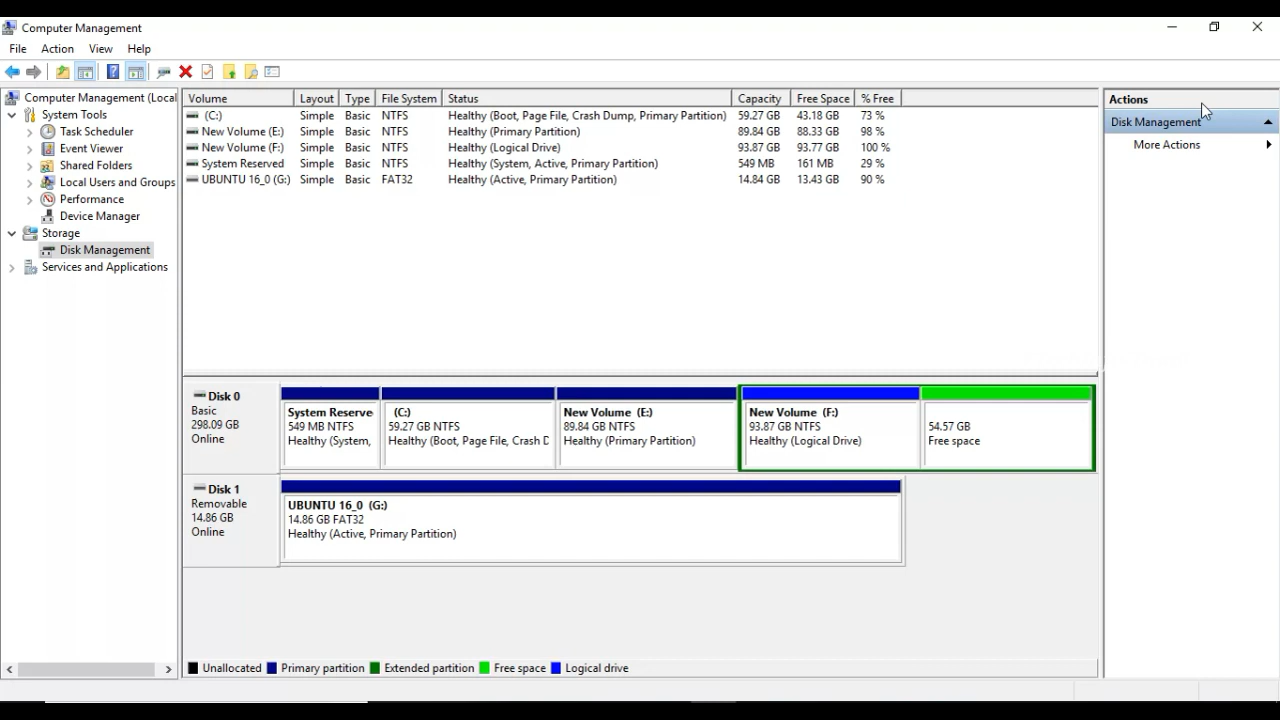 Computer Management
File Action View Help
Computer Management (Local
System Tools
Task Scheduler
Event Viewer
Shared Folders
Local Users and Groups
Performance
Device Manager
Storage
Disk Management
Services and Applications
Volume Layout Type File System Status Capacity Free Space % Free
(C:) Simple Basic NTFS Healthy (Boot, Page File, Crash Dump, Primary Partition) 59.27 GB 43.18 GB 73 %
New Volume (E:) Simple Basic NTFS Healthy (Primary Partition) 89.84 GB 88.33 GB 98 %
New Volume (F:) Simple Basic NTFS Healthy (Logical Drive) 93.87 GB 93.77 GB 100 %
System Reserved Simple Basic NTFS Healthy (System, Active, Primary Partition) 549 MB 161 MB 29 %
UBUNTU 16_0 (G:) Simple Basic FAT32 Healthy (Active, Primary Partition) 14.84 GB 13.43 GB 90 %
Disk 0
Basic
298.09 GB
Online
System Reserve
549 MB NTFS
Healthy (System,
(C:)
59.27 GB NTFS
Healthy (Boot, Page File, Crash D
New Volume (E:)
89.84 GB NTFS
Healthy (Primary Partition)
New Volume (F:)
93.87 GB NTFS
Healthy (Logical Drive)
54.57 GB
Free space
Disk 1
Removable
14.86 GB
Online
UBUNTU 16_0 (G:)
14.86 GB FAT32
Healthy (Active, Primary Partition)
Unallocated Primary partition Extended partition Free space Logical drive
Actions
Disk Management
More Actions